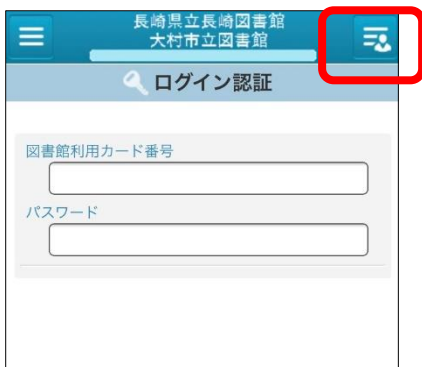 長崎県立長崎図書館
大村市立図書館
ログイン認証
図書館利用カード番号
パスワード